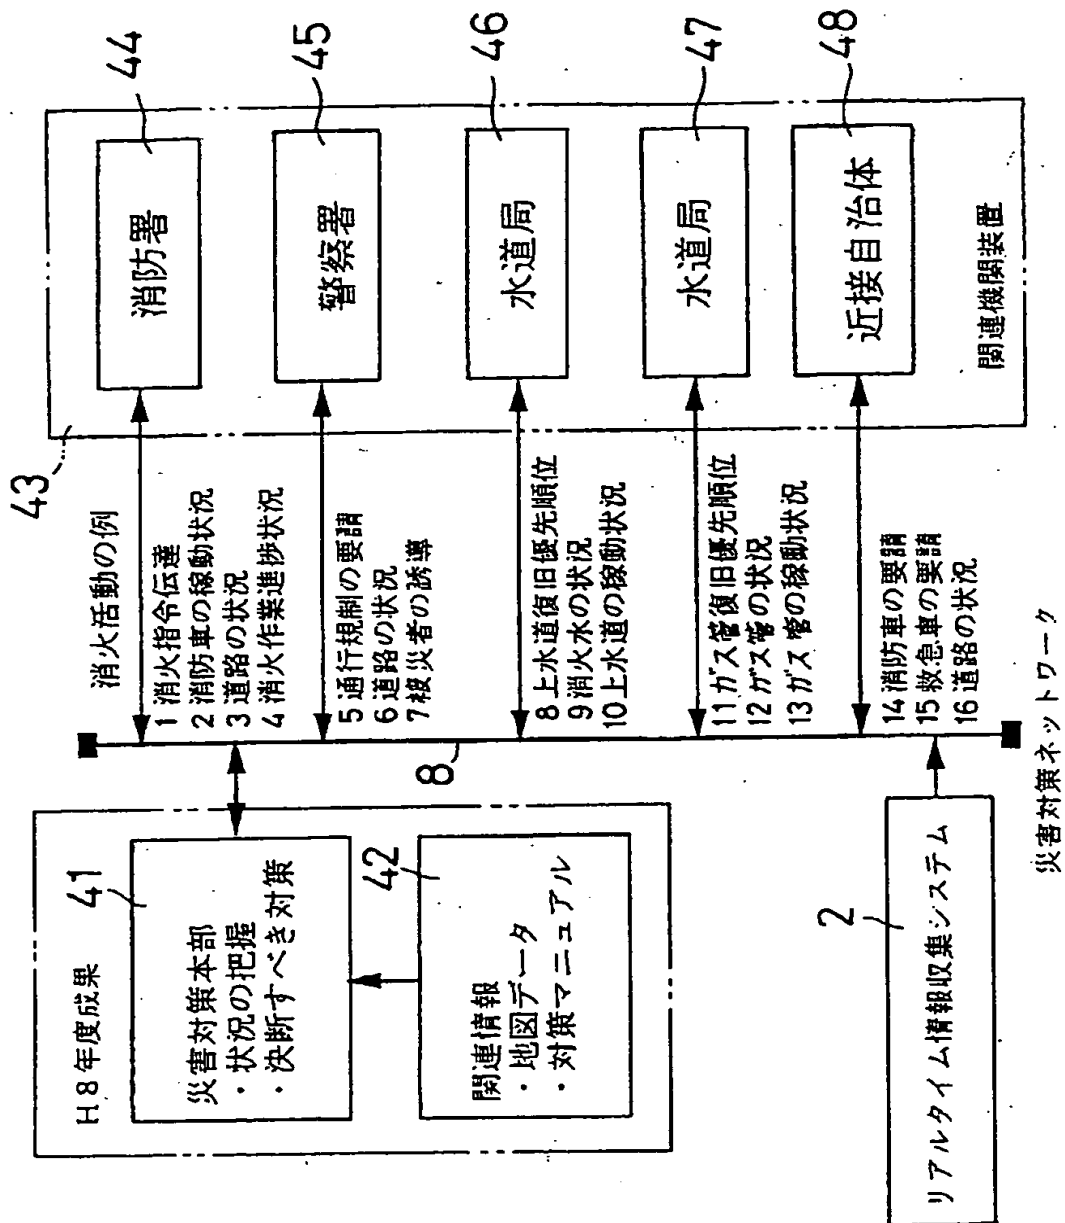 H8年度成果
41
災害対策本部
・状況の把握
・決断すべき対策
42
関連情報
・地図データ
・対策マニュアル
2
リアルタイム情報収集システム
8
災害対策ネットワーク
消火活動の例
1 消火指令伝達
2 消防車の稼動状況
3 道路の状況
4 消火作業進捗状況
5 通行規制の要請
6 道路の状況
7 被災者の誘導
8 上水道復旧優先順位
9 消火水の状況
10 上水道の稼動状況
11 ガス管復旧優先順位
12 ガス管の状況
13 ガス管の稼動状況
14 消防車の要請
15 救急車の要請
16 道路の状況
43
消防署
44
警察署
45
水道局
46
水道局
47
近接自治体
48
関連機関装置